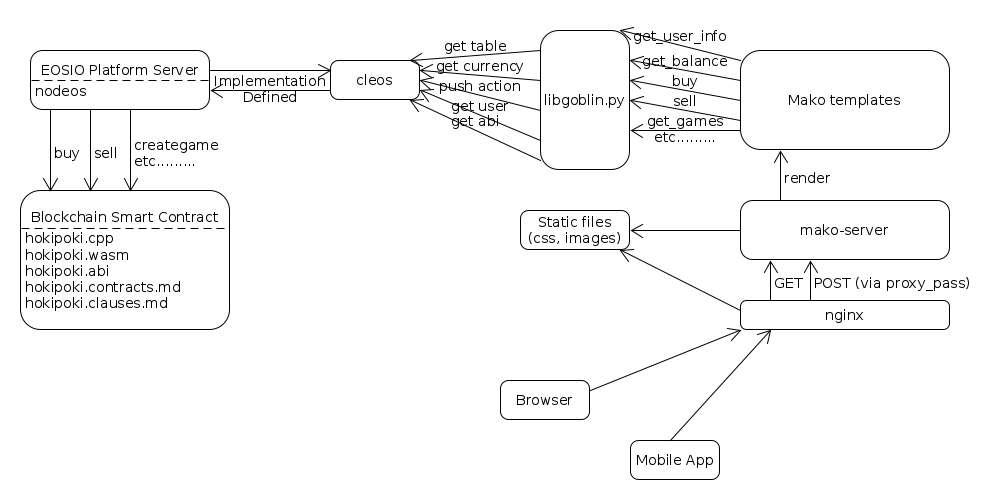 EOSIO Platform Server
nodeos
Implementation
Defined
cleos
get table
get currency
push action
get user
get abi
libgoblin.py
get_user_info
get_balance
buy
sell
get_games
etc.........
Mako templates
buy
sell
creategame
etc.........
render
Blockchain Smart Contract
hokipoki.cpp
hokipoki.wasm
hokipoki.abi
hokipoki.contracts.md
hokipoki.clauses.md
Static files
(css, images)
mako-server
GET
POST (via proxy_pass)
nginx
Browser
Mobile App